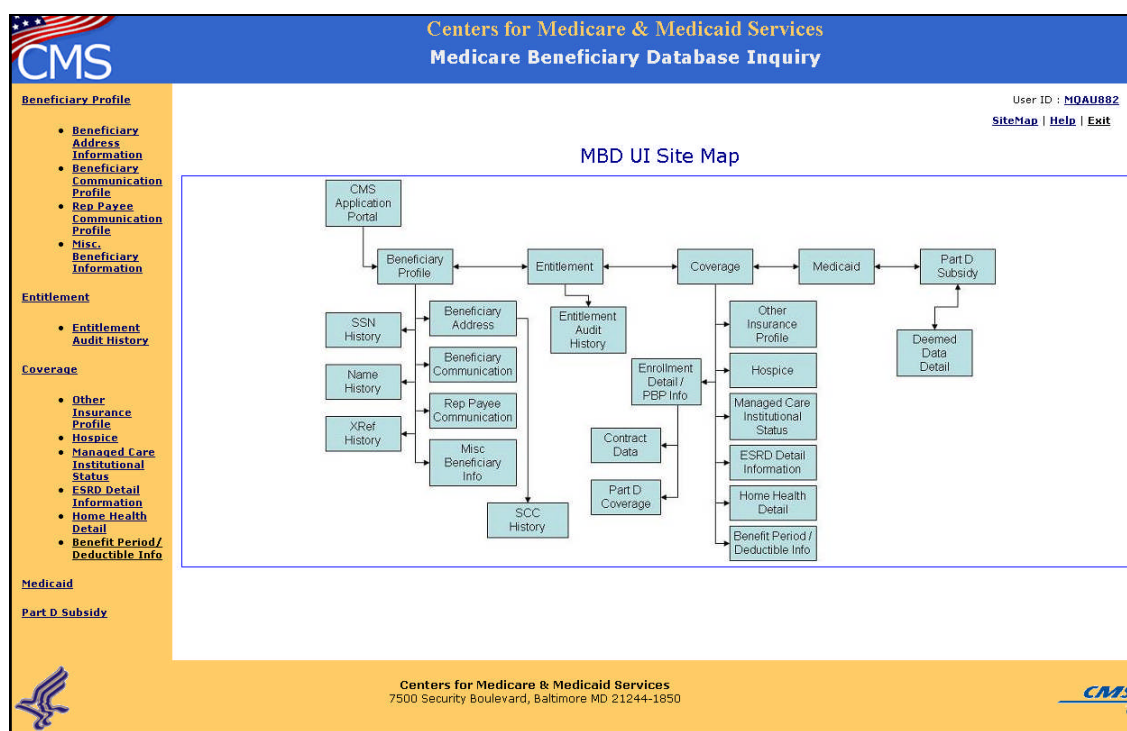 CMS
Centers for Medicare & Medicaid Services
Medicare Beneficiary Database Inquiry
User ID : MQAU882
SiteMap | Help | Exit
Beneficiary Profile
Beneficiary
Address
Information
Beneficiary
Communication
Profile
Rep Payee
Communication
Profile
Misc.
Beneficiary
Information
Entitlement
Entitlement
Audit History
Coverage
Other
Insurance
Profile
Hospice
Managed Care
Institutional
Status
ESRD Detail
Information
Home Health
Detail
Benefit Period/
Deductible Info
Medicaid
Part D Subsidy
MBD UI Site Map
CMS
Application
Portal
Beneficiary
Profile
Entitlement
Coverage
Medicaid
Part D
Subsidy
SSN
History
Name
History
XRef
History
Beneficiary
Address
Beneficiary
Communication
Rep Payee
Communication
Misc
Beneficiary
Info
SCC
History
Entitlement
Audit
History
Enrollment
Detail /
PBP Info
Contract
Data
Part D
Coverage
Other
Insurance
Profile
Hospice
Managed Care
Institutional
Status
ESRD Detail
Information
Home Health
Detail
Benefit Period /
Deductible Info
Deemed
Data
Detail
Centers for Medicare & Medicaid Services
7500 Security Boulevard, Baltimore MD 21244-1850
CMS